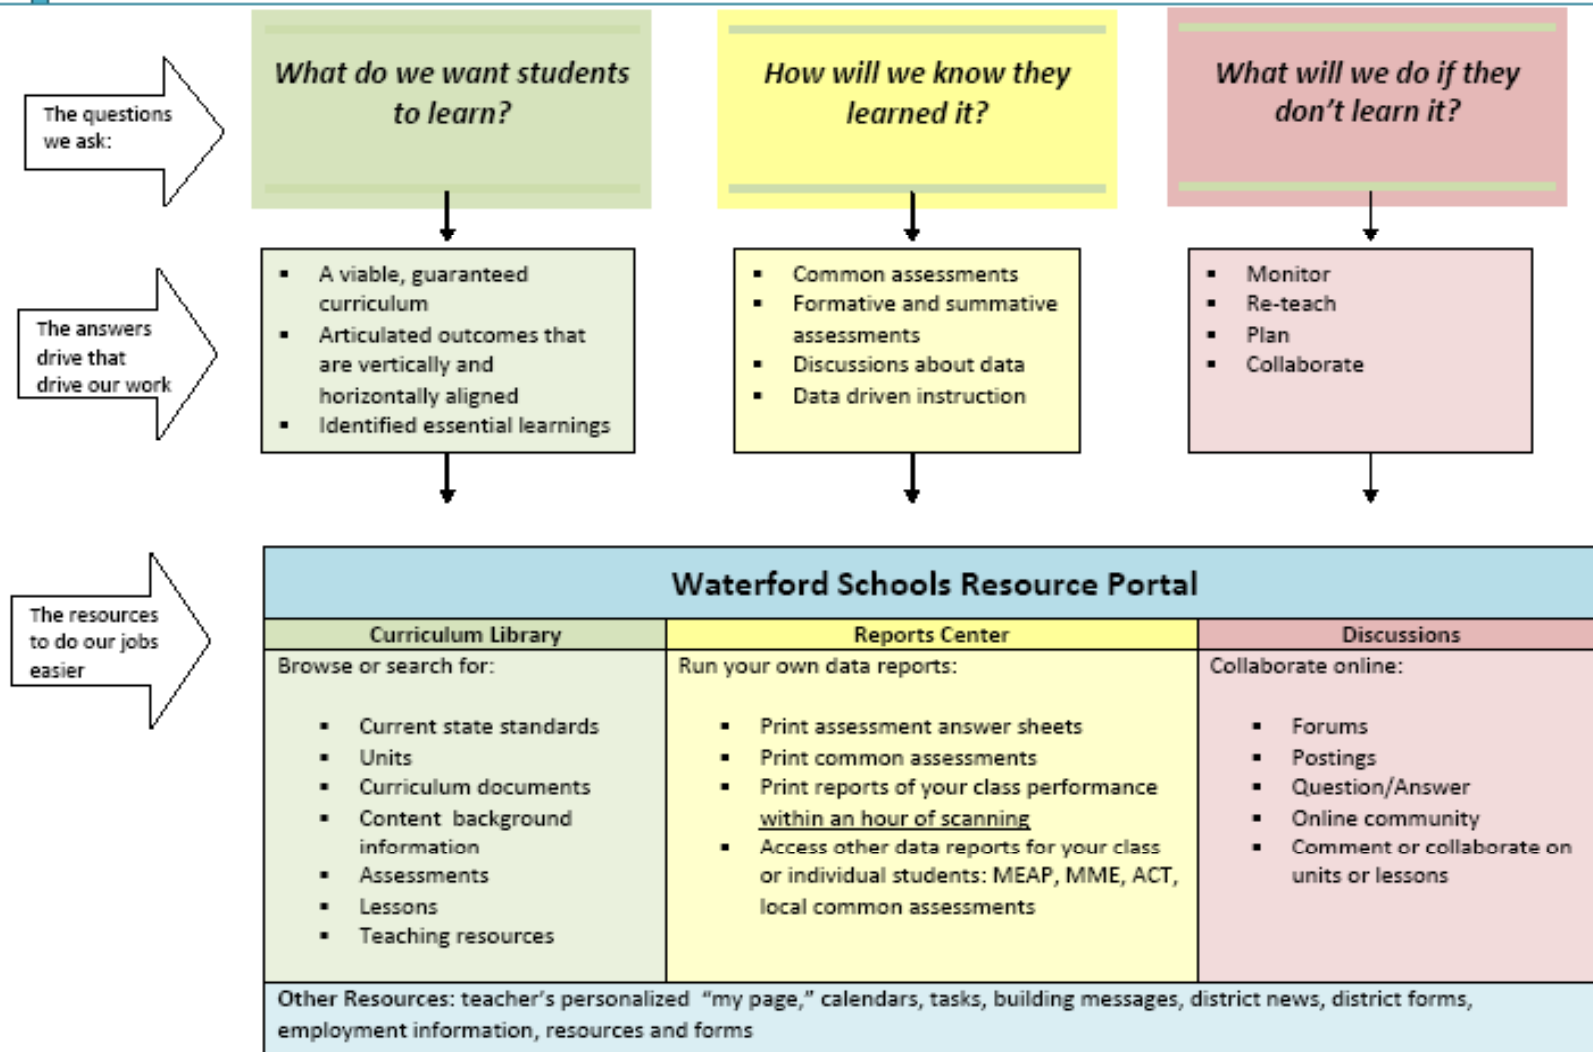 The questions
we ask:
What do we want students
to learn?
How will we know they
learned it?
What will we do if they
don't learn it?
The answers
drive that
drive our work
▪ A viable, guaranteed
curriculum
▪ Articulated outcomes that
are vertically and
horizontally aligned
▪ Identified essential learnings
▪ Common assessments
▪ Formative and summative
assessments
▪ Discussions about data
▪ Data driven instruction
▪ Monitor
▪ Re-teach
▪ Plan
▪ Collaborate
The resources
to do our jobs
easier
Waterford Schools Resource Portal
Curriculum Library
Browse or search for:
▪ Current state standards
▪ Units
▪ Curriculum documents
▪ Content background
information
▪ Assessments
▪ Lessons
▪ Teaching resources
Reports Center
Run your own data reports:
▪ Print assessment answer sheets
▪ Print common assessments
▪ Print reports of your class performance
within an hour of scanning
▪ Access other data reports for your class
or individual students: MEAP, MME, ACT,
local common assessments
Discussions
Collaborate online:
▪ Forums
▪ Postings
▪ Question/Answer
▪ Online community
▪ Comment or collaborate on
units or lessons
Other Resources: teacher's personalized "my page," calendars, tasks, building messages, district news, district forms,
employment information, resources and forms